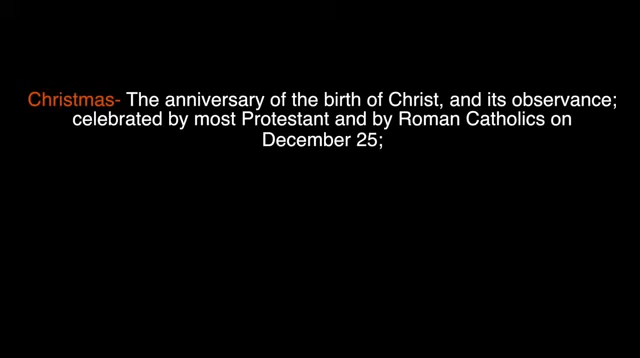 Christmas- The anniversary of the birth of Christ, and its observance;
celebrated by most Protestant and by Roman Catholics on
December 25;